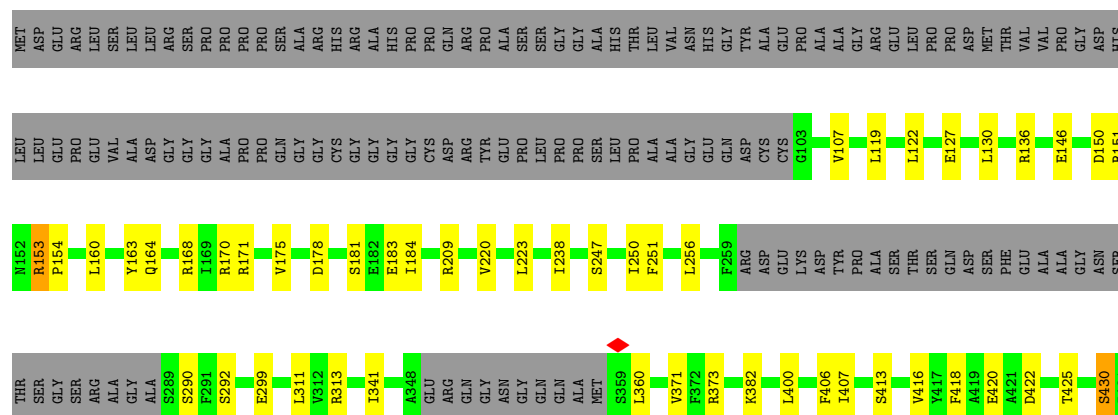 MET ASP GLU ARG LEU SER LEU LEU ARG SER PRO PRO PRO PRO SER ALA ARG HIS ARG ALA HIS PRO PRO GLN ARG PRO ALA SER SER GLY GLY ALA HIS THR LEU VAL ASN HIS GLY TYR ALA GLU PRO ALA ALA GLY ARG GLU LEU PRO PRO ASP MET THR VAL VAL PRO GLY ASP HIS
LEU LEU GLU PRO GLU VAL ALA ASP GLY GLY GLY ALA PRO PRO GLN GLY GLY CYS GLY GLY GLY GLY CYS ASP ARG TYR GLU PRO LEU PRO PRO SER LEU PRO ALA ALA GLY GLU GLN ASP CYS CYS G103 V107 L119 L122 E127 L130 R136 E146 D150 R151
N152 R153 P154 L160 Y163 Q164 R168 I169 R170 R171 V175 D178 S181 E182 E183 I184 R209 V220 L223 I238 S247 I250 F251 L256 F259 ARG ASP GLU LYS ASP TYR PRO ALA SER THR SER GLN ASP SER PHE GLU ALA ALA GLY ASN SER
THR SER GLY SER ARG ALA GLY ALA S289 S290 F291 S292 E299 L311 V312 R313 I341 A348 GLU ARG GLN GLY ASN GLY GLN GLN ALA MET S359 L360 V371 F372 R373 K382 L400 F406 I407 S413 V416 Y417 F418 A419 E420 A421 D422 T425 S430